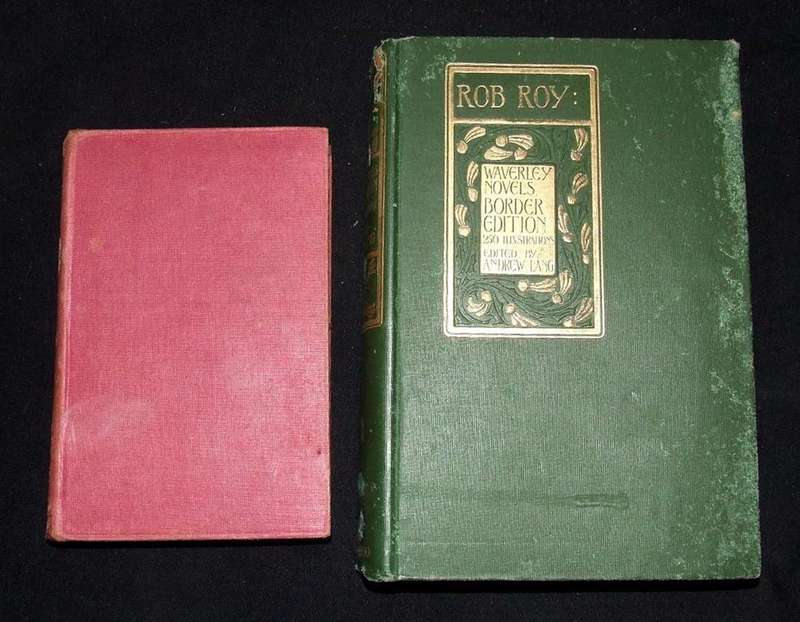 ROB ROY:
WAVERLEY
NOVELS
BORDER
EDITION
250 ILLUSTRATIONS
EDITED BY
ANDREW LANG